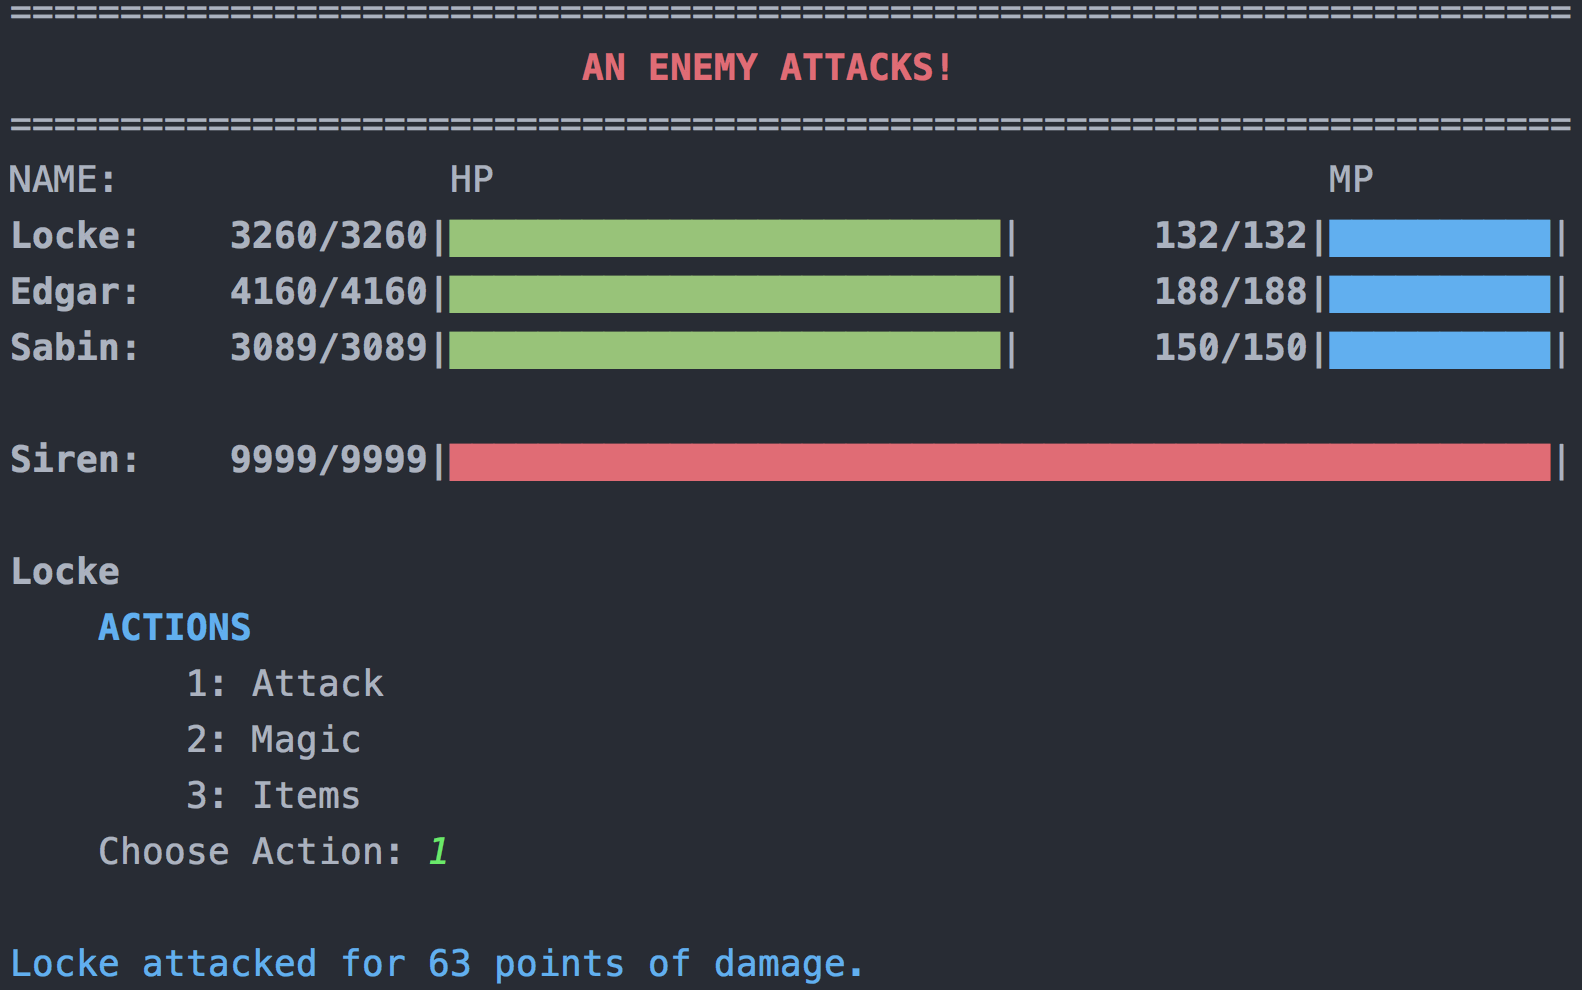 =======================================================================
AN ENEMY ATTACKS!
=======================================================================
NAME: HP MP
Locke: 3260/3260| | 132/132| |
Edgar: 4160/4160| | 188/188| |
Sabin: 3089/3089| | 150/150| |
Siren: 9999/9999| |
Locke
ACTIONS
1: Attack
2: Magic
3: Items
Choose Action: 1
Locke attacked for 63 points of damage.